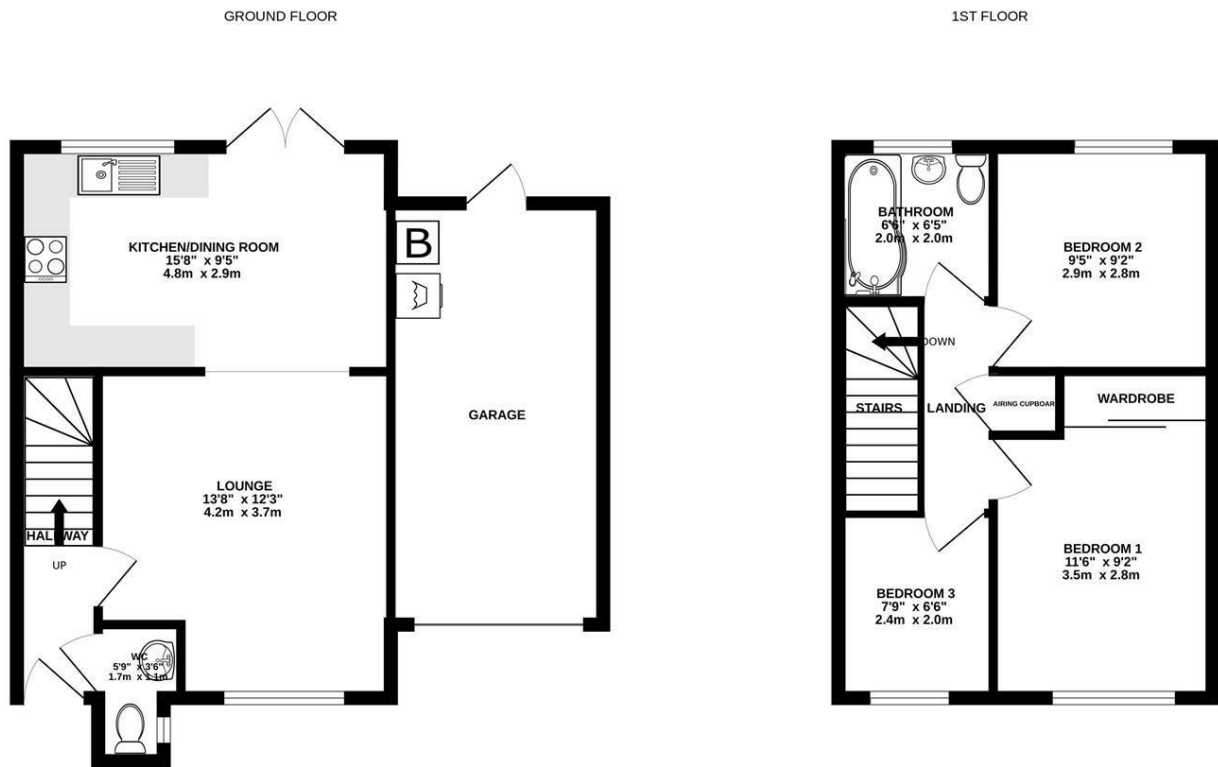 GROUND FLOOR
1ST FLOOR
KITCHEN/DINING ROOM
15'8" x 9'5"
4.8m x 2.9m
B
GARAGE
LOUNGE
13'8" x 12'3"
4.2m x 3.7m
HALLWAY
UP
WC
5'9" x 3'6"
1.7m x 1.1m
BATHROOM
6'6" x 6'5"
2.0m x 2.0m
BEDROOM 2
9'5" x 9'2"
2.9m x 2.8m
DOWN
STAIRS
LANDING
AIRING CUPBOAR
WARDROBE
BEDROOM 1
11'6" x 9'2"
3.5m x 2.8m
BEDROOM 3
7'9" x 6'6"
2.4m x 2.0m